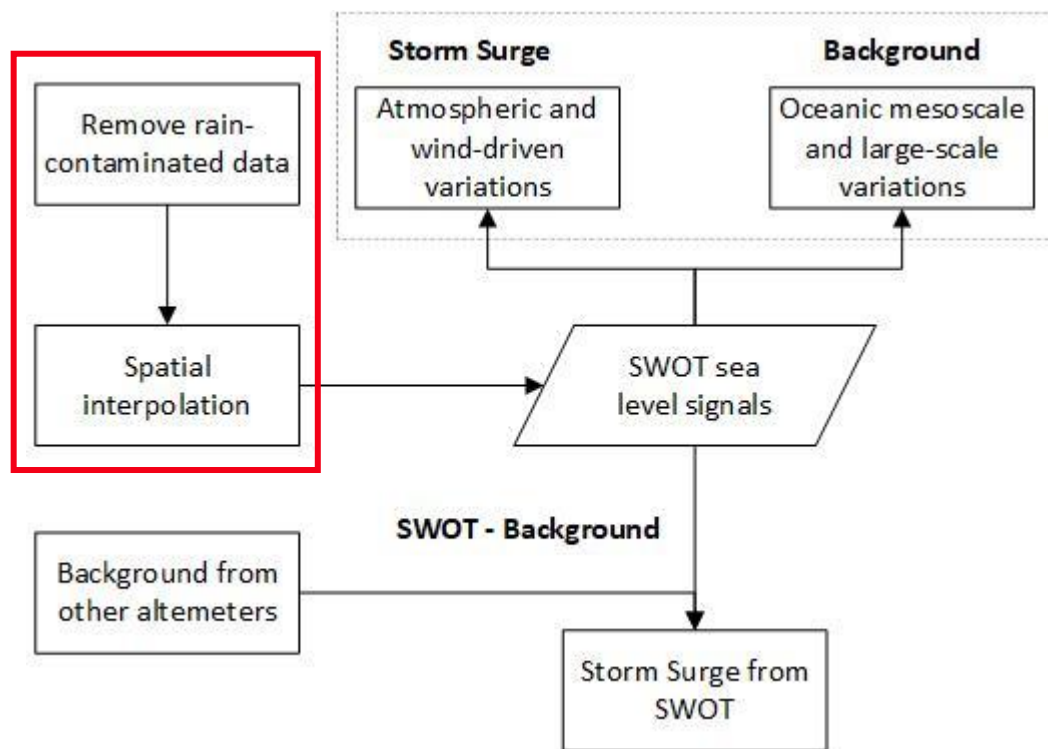 Storm Surge
Background
Remove rain-
contaminated data
Atmospheric and
wind-driven
variations
Oceanic mesoscale
and large-scale
variations
Spatial
interpolation
SWOT sea
level signals
SWOT - Background
Background from
other altemeters
Storm Surge from
SWOT